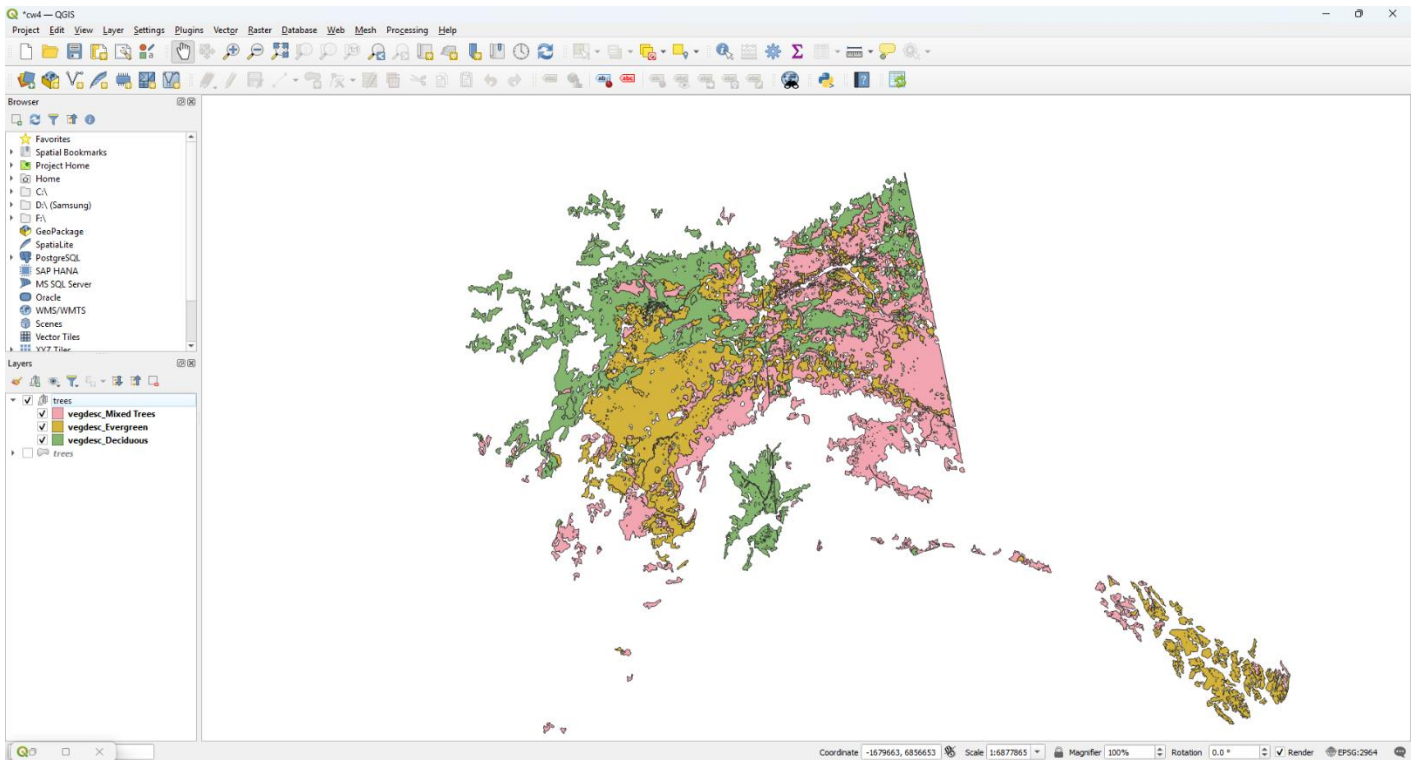 *cw4 — QGIS
Project Edit View Layer Settings Plugins Vector Raster Database Web Mesh Processing Help
Browser
Favorites
Spatial Bookmarks
Project Home
Home
C:\
D:\ (Samsung)
F:\
GeoPackage
SpatiaLite
PostgreSQL
SAP HANA
MS SQL Server
Oracle
WMS/WMTS
Scenes
Vector Tiles
XYZ Tiles
Layers
trees
vegdesc_Mixed Trees
vegdesc_Evergreen
vegdesc_Deciduous
trees
Coordinate -1679663, 6856653 Scale 1:6877865 Magnifier 100% Rotation 0.0 ° Render EPSG:2964